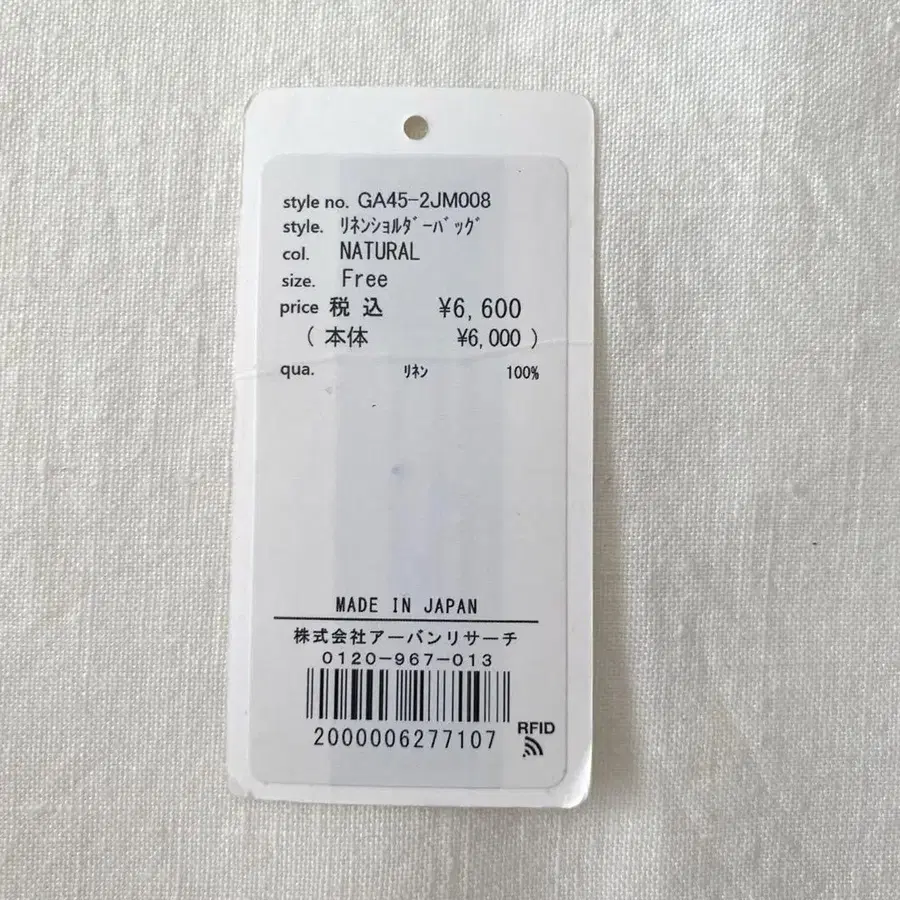 style no. GA45-2JM008
style. ﾘﾈﾝｼｮﾙﾀﾞｰﾊﾞｯｸﾞ
col. NATURAL
size. Free
price 税込 ¥6,600
( 本体 ¥6,000 )
qua. ﾘﾈﾝ 100%
MADE IN JAPAN
株式会社アーバンリサーチ
0120-967-013
2000006277107
RFID